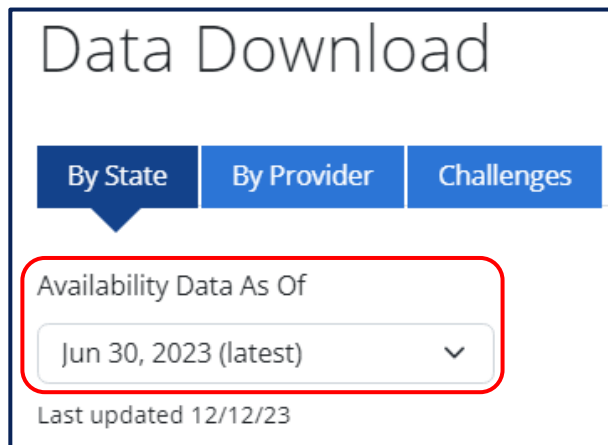 Data Download
By State By Provider Challenges
Availability Data As Of
Jun 30, 2023 (latest)
Last updated 12/12/23